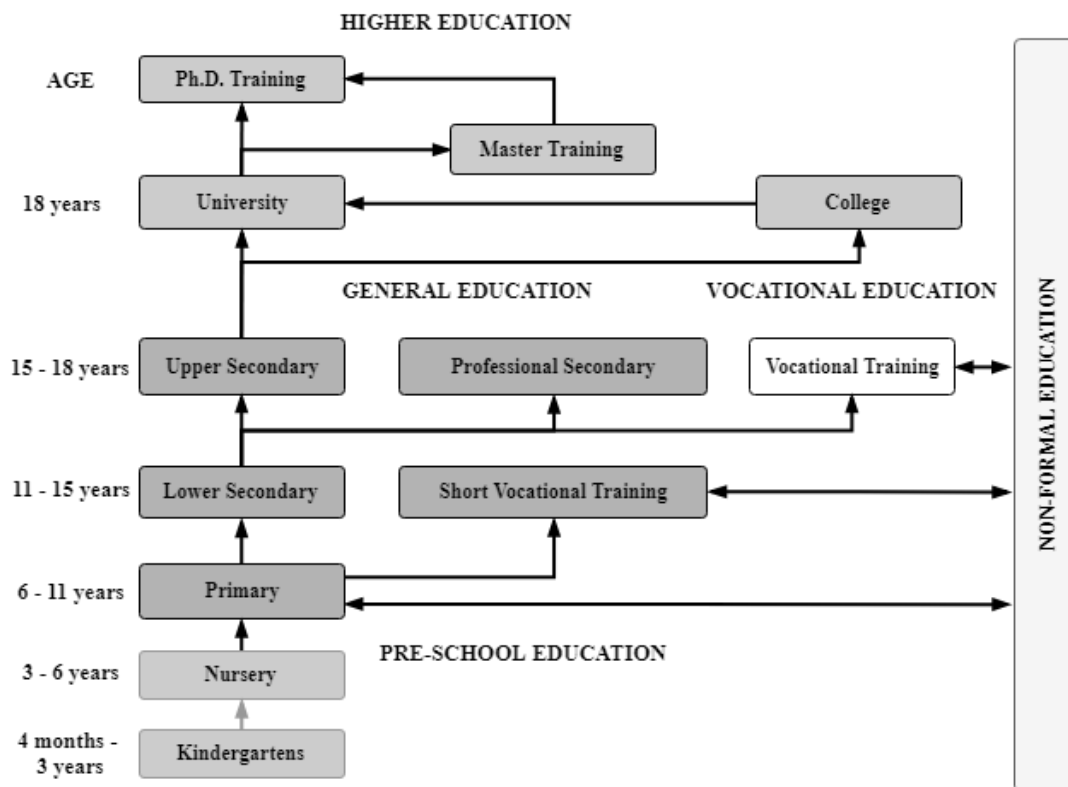 HIGHER EDUCATION
AGE
Ph.D. Training
Master Training
18 years
University
College
GENERAL EDUCATION
VOCATIONAL EDUCATION
15 - 18 years
Upper Secondary
Professional Secondary
Vocational Training
11 - 15 years
Lower Secondary
Short Vocational Training
6 - 11 years
Primary
PRE-SCHOOL EDUCATION
3 - 6 years
Nursery
4 months -
3 years
Kindergartens
NON-FORMAL EDUCATION